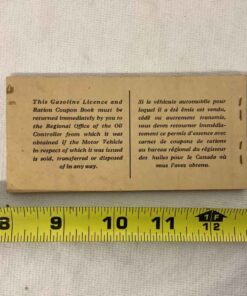 This Gasoline Licence and
Ration Coupon Book must be
returned immediately by you to
the Regional Office of the Oil
Controller from which it was
obtained if the Motor Vehicle
in respect of which it was issued
is sold, transferred or disposed
of in any way.
Si le véhicule automobile pour
lequel il a été émis est vendu,
cédé ou autrement transmis,
vous devez retourner immédia-
tement ce permis d'essence avec
carnet de coupons de rations
au bureau régional du régisseur
des huiles pour le Canada où
vous l'avez obtenu.
8 9 10 11 1F 12